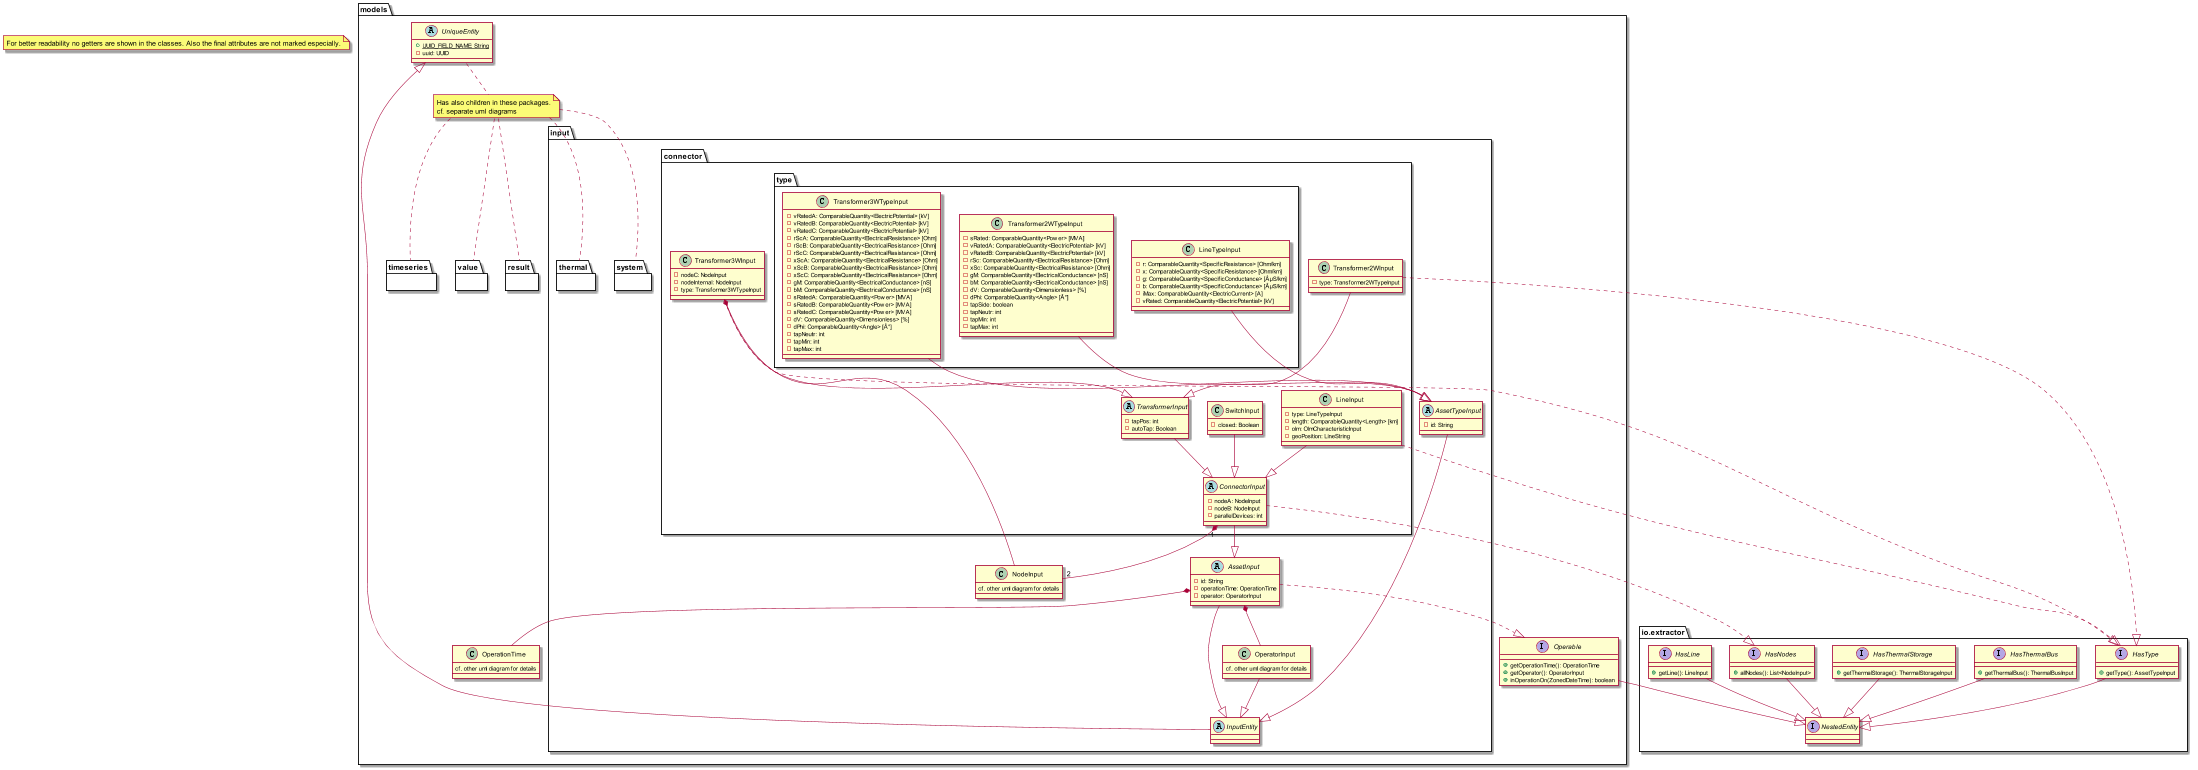 models
For better readability no getters are shown in the classes. Also the final attributes are not marked especially.
A UniqueEntity
UUID_FIELD_NAME: String
uuid: UUID
Has also children in these packages.
cf. separate uml diagrams
timeseries
value
result
thermal
system
input
connector
type
C Transformer3WTypeInput
vRatedA: ComparableQuantity<ElectricPotential> [kV]
vRatedB: ComparableQuantity<ElectricPotential> [kV]
vRatedC: ComparableQuantity<ElectricPotential> [kV]
rScA: ComparableQuantity<ElectricalResistance> [Ohm]
rScB: ComparableQuantity<ElectricalResistance> [Ohm]
rScC: ComparableQuantity<ElectricalResistance> [Ohm]
xScA: ComparableQuantity<ElectricalResistance> [Ohm]
xScB: ComparableQuantity<ElectricalResistance> [Ohm]
xScC: ComparableQuantity<ElectricalResistance> [Ohm]
gM: ComparableQuantity<ElectricalConductance> [nS]
bM: ComparableQuantity<ElectricalConductance> [nS]
sRatedA: ComparableQuantity<Power> [MVA]
sRatedB: ComparableQuantity<Power> [MVA]
sRatedC: ComparableQuantity<Power> [MVA]
dV: ComparableQuantity<Dimensionless> [%]
dPhi: ComparableQuantity<Angle> [Â°]
tapNeutr: int
tapMin: int
tapMax: int
C Transformer2WTypeInput
sRated: ComparableQuantity<Power> [MVA]
vRatedA: ComparableQuantity<ElectricPotential> [kV]
vRatedB: ComparableQuantity<ElectricPotential> [kV]
rSc: ComparableQuantity<ElectricalResistance> [Ohm]
xSc: ComparableQuantity<ElectricalResistance> [Ohm]
gM: ComparableQuantity<ElectricalConductance> [nS]
bM: ComparableQuantity<ElectricalConductance> [nS]
dV: ComparableQuantity<Dimensionless> [%]
dPhi: ComparableQuantity<Angle> [Â°]
tapSide: boolean
tapNeutr: int
tapMin: int
tapMax: int
C LineTypeInput
r: ComparableQuantity<SpecificResistance> [Ohm/km]
x: ComparableQuantity<SpecificResistance> [Ohm/km]
g: ComparableQuantity<SpecificConductance> [ÂµS/km]
b: ComparableQuantity<SpecificConductance> [ÂµS/km]
iMax: ComparableQuantity<ElectricCurrent> [A]
vRated: ComparableQuantity<ElectricPotential> [kV]
C Transformer3WInput
nodeC: NodeInput
nodeInternal: NodeInput
type: Transformer3WTypeInput
C Transformer2WInput
type: Transformer2WTypeInput
A TransformerInput
tapPos: int
autoTap: Boolean
C SwitchInput
closed: Boolean
C LineInput
type: LineTypeInput
length: ComparableQuantity<Length> [km]
olm: OlmCharacteristicInput
geoPosition: LineString
A AssetTypeInput
id: String
A ConnectorInput
nodeA: NodeInput
nodeB: NodeInput
parallelDevices: int
C NodeInput
cf. other uml diagram for details
2
A AssetInput
id: String
operationTime: OperationTime
operator: OperatorInput
C OperationTime
cf. other uml diagram for details
C OperatorInput
cf. other uml diagram for details
A InputEntity
I Operable
getOperationTime(): OperationTime
getOperator(): OperatorInput
inOperationOn(ZonedDateTime): boolean
io.extractor
I HasLine
getLine(): LineInput
I HasNodes
allNodes(): List<NodeInput>
I HasThermalStorage
getThermalStorage(): ThermalStorageInput
I HasThermalBus
getThermalBus(): ThermalBusInput
I HasType
getType(): AssetTypeInput
I NestedEntity